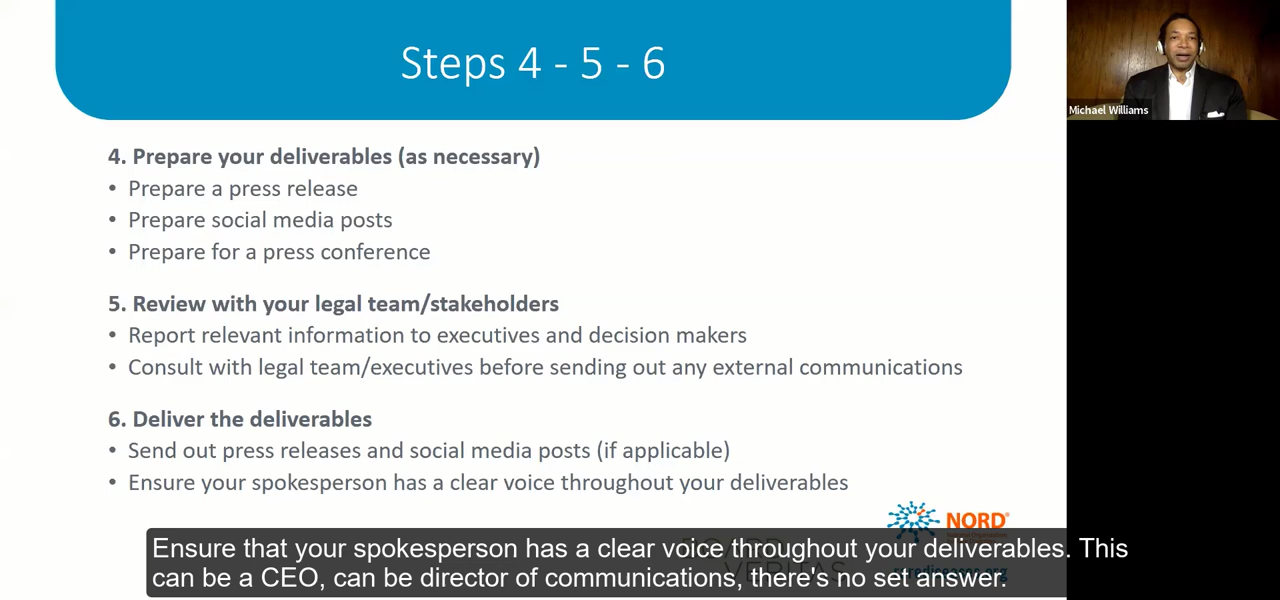 Steps 4 - 5 - 6
Michael Williams
4. Prepare your deliverables (as necessary)
• Prepare a press release
• Prepare social media posts
• Prepare for a press conference
5. Review with your legal team/stakeholders
• Report relevant information to executives and decision makers
• Consult with legal team/executives before sending out any external communications
6. Deliver the deliverables
• Send out press releases and social media posts (if applicable)
• Ensure your spokesperson has a clear voice throughout your deliverables
NORD®
Ensure that your spokesperson has a clear voice throughout your deliverables. This
can be a CEO, can be director of communications, there's no set answer.